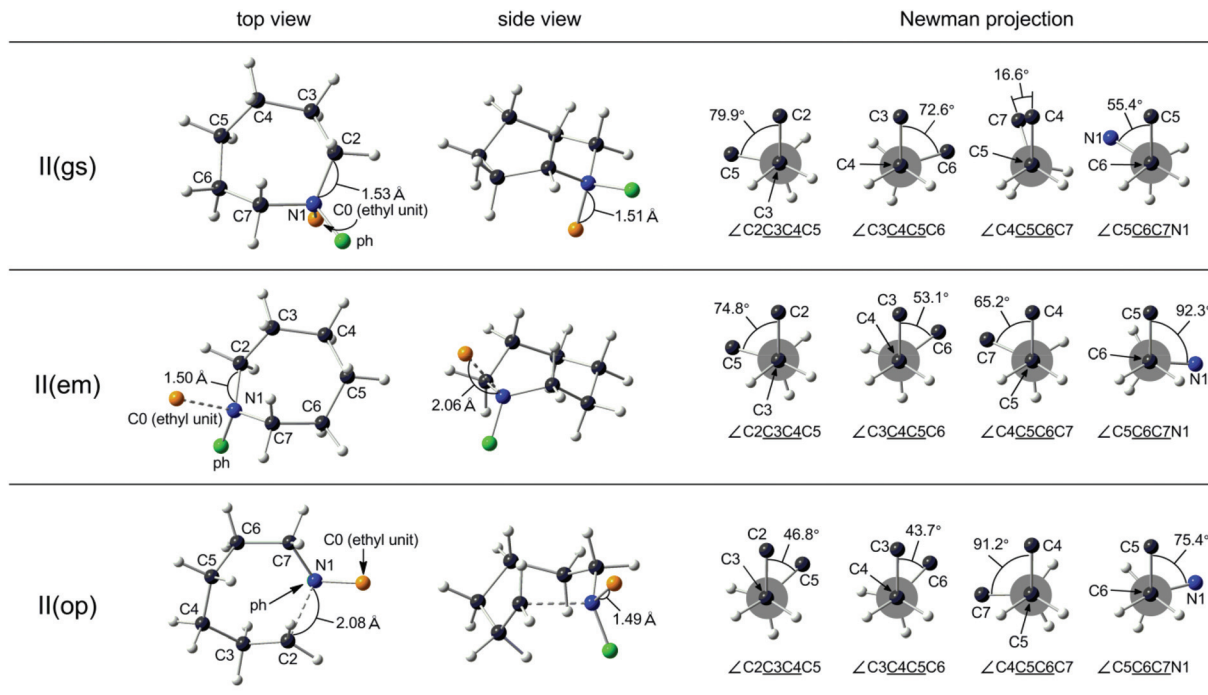 top view
side view
Newman projection
II(gs)
C3
C4
C5
C2
C6
C7
N1
1.53 Å
C0 (ethyl unit)
ph
1.51 Å
79.9°
C2
C5
C3
∠C2C3C4C5
C3
72.6°
C4
C6
∠C3C4C5C6
16.6°
C7
C4
C5
∠C4C5C6C7
55.4°
C5
N1
C6
∠C5C6C7N1
II(em)
C3
C4
C2
1.50 Å
C5
N1
C6
C0 (ethyl unit)
C7
ph
2.06 Å
74.8°
C2
C5
C3
∠C2C3C4C5
C3
53.1°
C4
C6
∠C3C4C5C6
65.2°
C4
C7
C5
∠C4C5C6C7
C5
92.3°
C6
N1
∠C5C6C7N1
II(op)
C6
C0 (ethyl unit)
C7
C5
N1
ph
C4
2.08 Å
C3
C2
1.49 Å
C2
46.8°
C3
C5
∠C2C3C4C5
C3
43.7°
C4
C6
∠C3C4C5C6
91.2°
C4
C7
C5
∠C4C5C6C7
C5
75.4°
C6
N1
∠C5C6C7N1